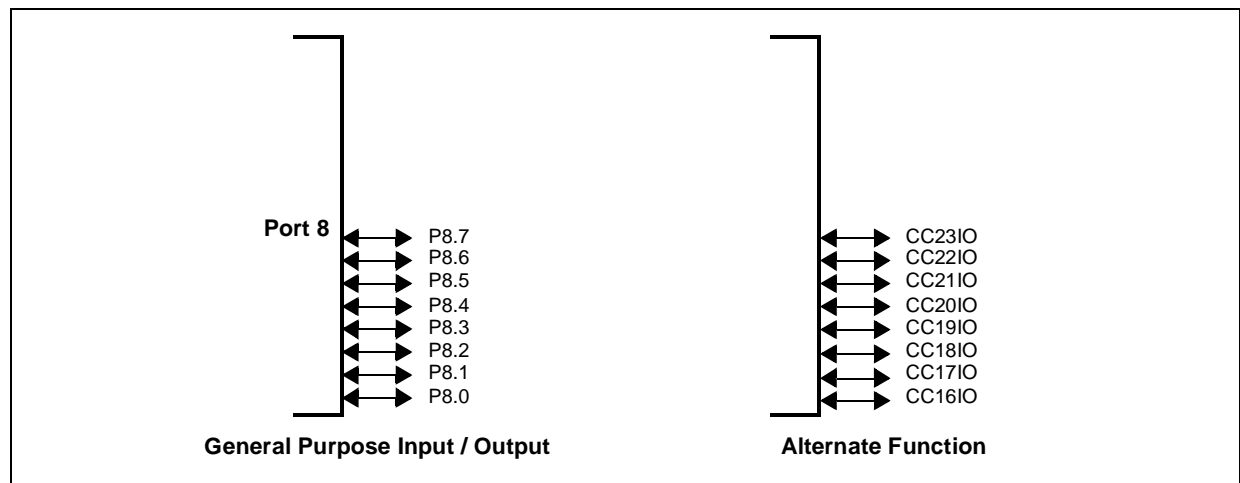 Port 8
P8.7
P8.6
P8.5
P8.4
P8.3
P8.2
P8.1
P8.0
General Purpose Input / Output
CC23IO
CC22IO
CC21IO
CC20IO
CC19IO
CC18IO
CC17IO
CC16IO
Alternate Function